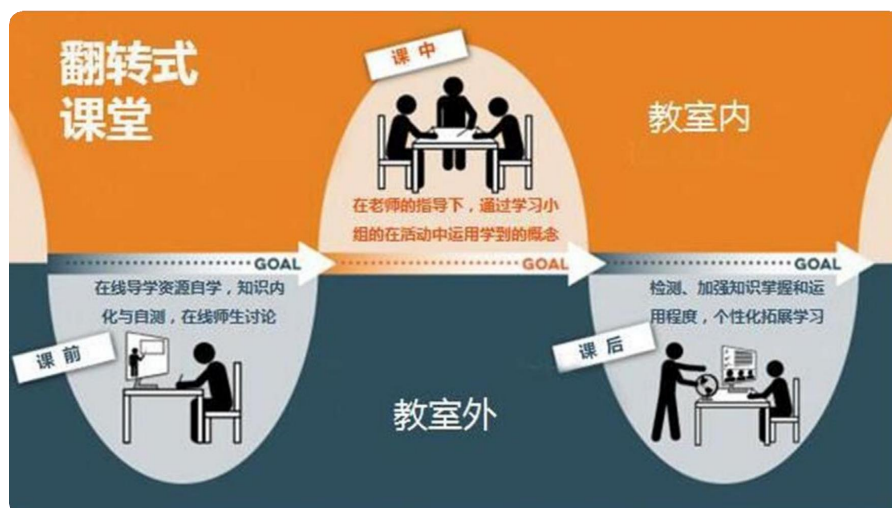 翻转式
课堂
课 中
教室内
在老师的指导下，通过学习小
组的在活动中运用学到的概念
GOAL
GOAL
GOAL
在线导学资源自学，知识内
化与自测，在线师生讨论
课 前
检测、加强知识掌握和运
用程度，个性化拓展学习
课 后
教室外